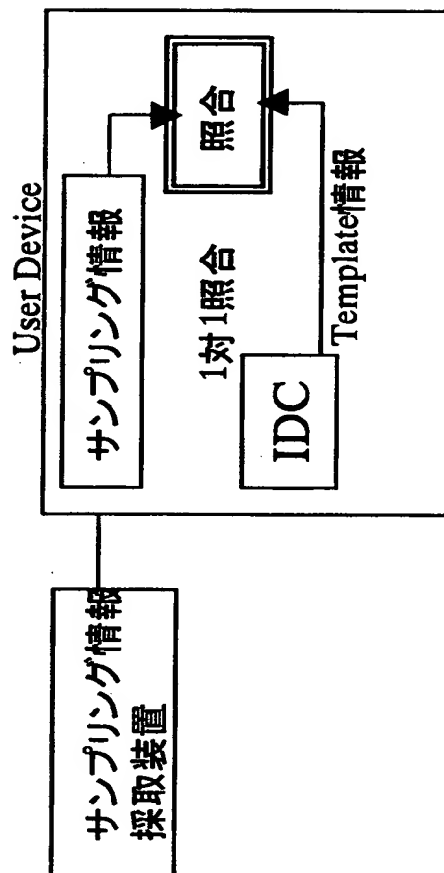 User Device
サンプリング情報
照合
1対1照合
IDC
Template情報
サンプリング情報
採取装置